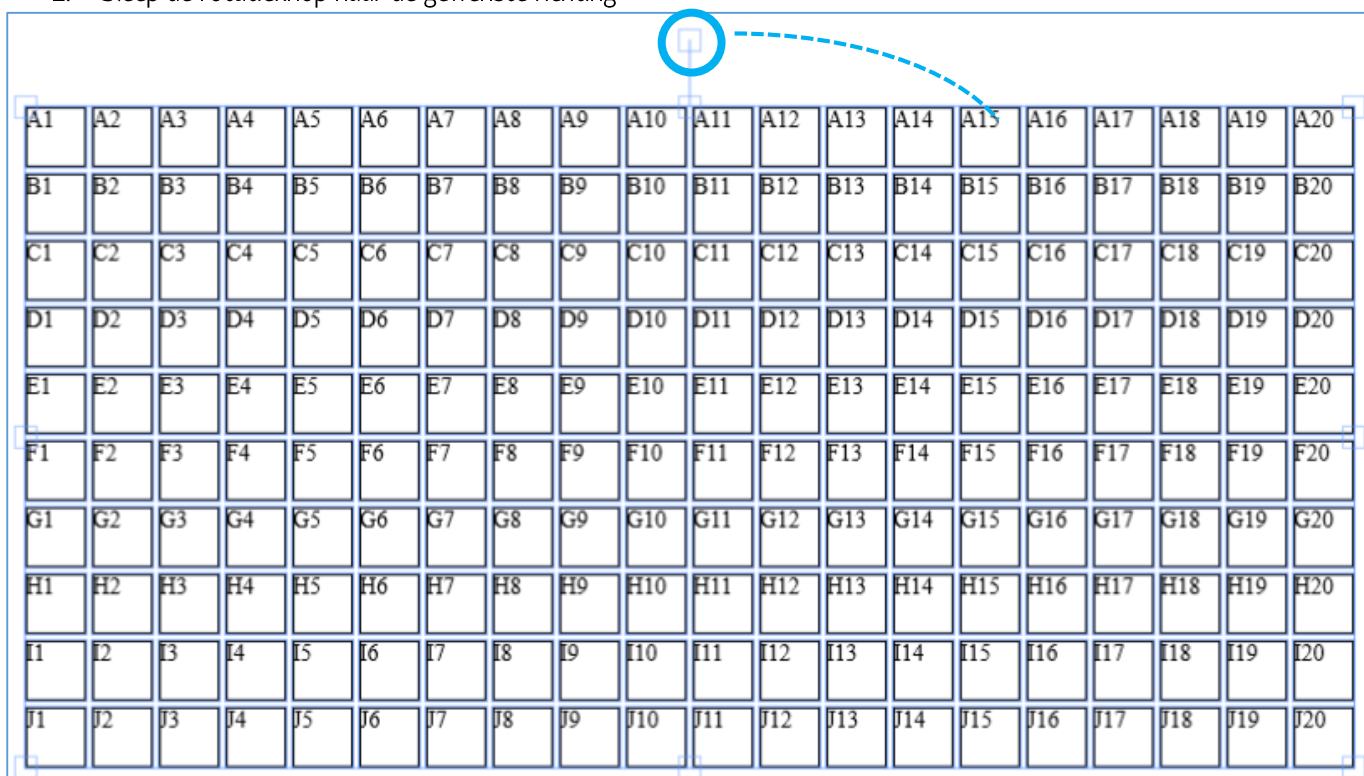 A1 A2 A3 A4 A5 A6 A7 A8 A9 A10 A11 A12 A13 A14 A15 A16 A17 A18 A19 A20
B1 B2 B3 B4 B5 B6 B7 B8 B9 B10 B11 B12 B13 B14 B15 B16 B17 B18 B19 B20
C1 C2 C3 C4 C5 C6 C7 C8 C9 C10 C11 C12 C13 C14 C15 C16 C17 C18 C19 C20
D1 D2 D3 D4 D5 D6 D7 D8 D9 D10 D11 D12 D13 D14 D15 D16 D17 D18 D19 D20
E1 E2 E3 E4 E5 E6 E7 E8 E9 E10 E11 E12 E13 E14 E15 E16 E17 E18 E19 E20
F1 F2 F3 F4 F5 F6 F7 F8 F9 F10 F11 F12 F13 F14 F15 F16 F17 F18 F19 F20
G1 G2 G3 G4 G5 G6 G7 G8 G9 G10 G11 G12 G13 G14 G15 G16 G17 G18 G19 G20
H1 H2 H3 H4 H5 H6 H7 H8 H9 H10 H11 H12 H13 H14 H15 H16 H17 H18 H19 H20
I1 I2 I3 I4 I5 I6 I7 I8 I9 I10 I11 I12 I13 I14 I15 I16 I17 I18 I19 I20
J1 J2 J3 J4 J5 J6 J7 J8 J9 J10 J11 J12 J13 J14 J15 J16 J17 J18 J19 J20